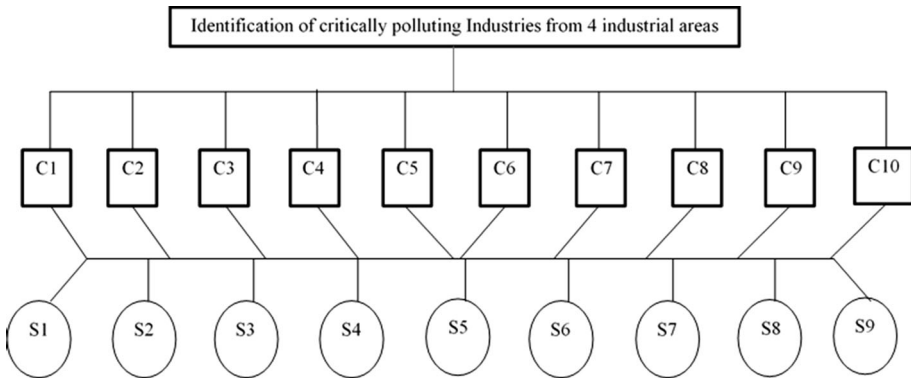 Identification of critically polluting Industries from 4 industrial areas
C1 C2 C3 C4 C5 C6 C7 C8 C9 C10
S1 S2 S3 S4 S5 S6 S7 S8 S9